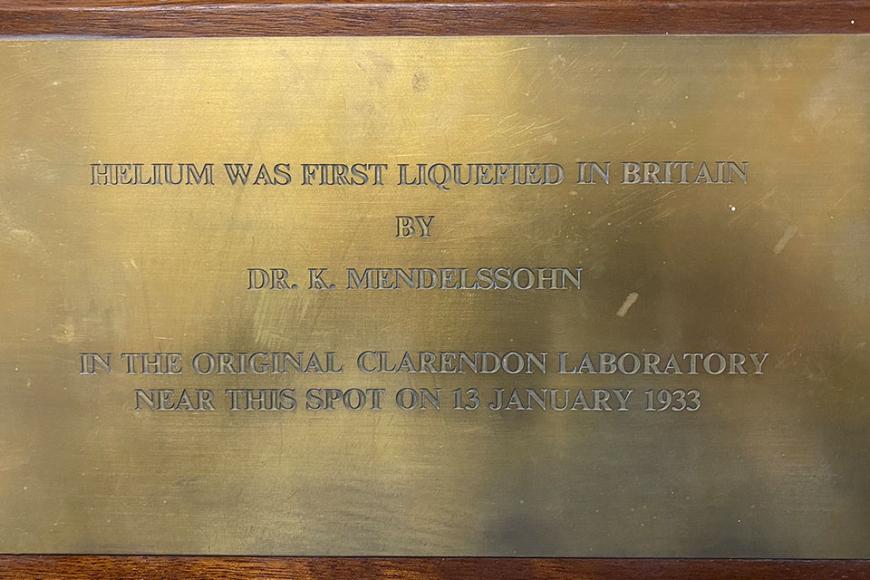 HELIUM WAS FIRST LIQUEFIED IN BRITAIN
BY
DR. K. MENDELSSOHN
IN THE ORIGINAL CLARENDON LABORATORY
NEAR THIS SPOT ON 13 JANUARY 1933